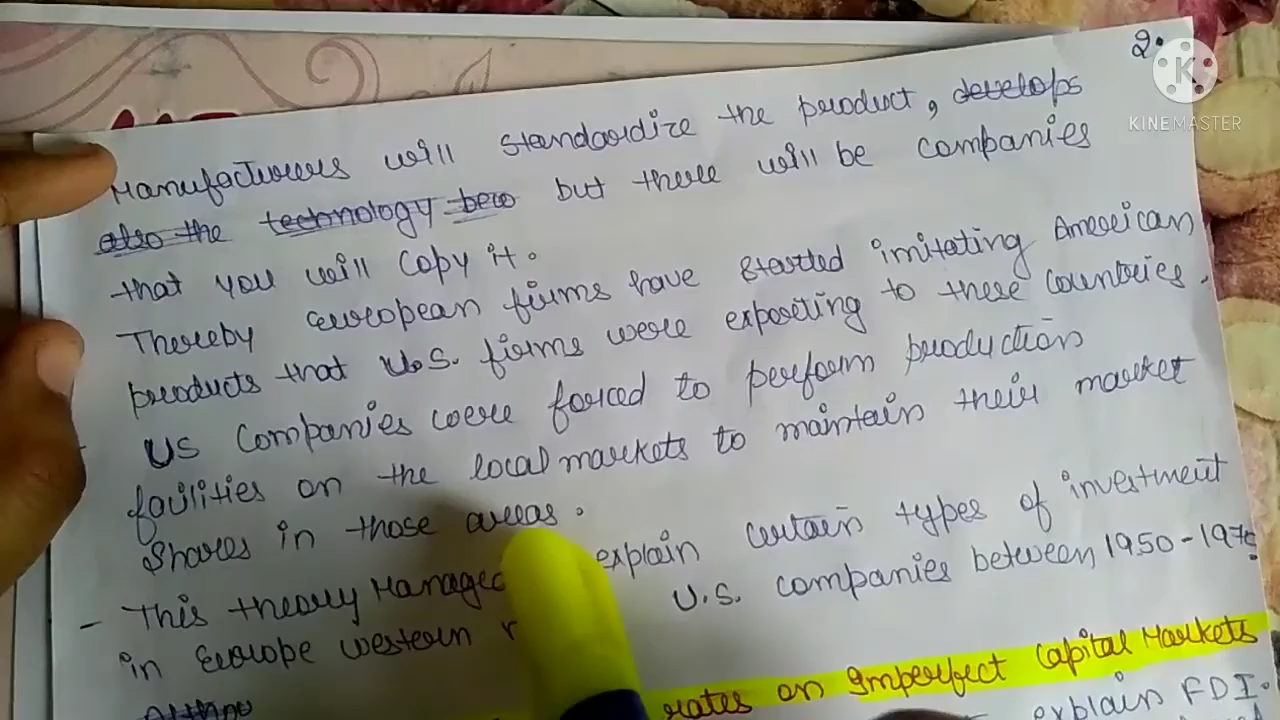 2.
KINEMASTER
Manufacturers will standardize the product, develops
also the technology bew but there will be companies
that you will copy it.
Thereby European firms have started imitating American
products that U.S. firms were exporting to these countries.
- US Companies were forced to perform production
facilities on the local markets to maintain their market
Shares in those areas.
- This theory Managed explain certain types of investment
in Europe western U.S. companies between 1950-1970
rates on Imperfect Capital Markets
explain FDI.